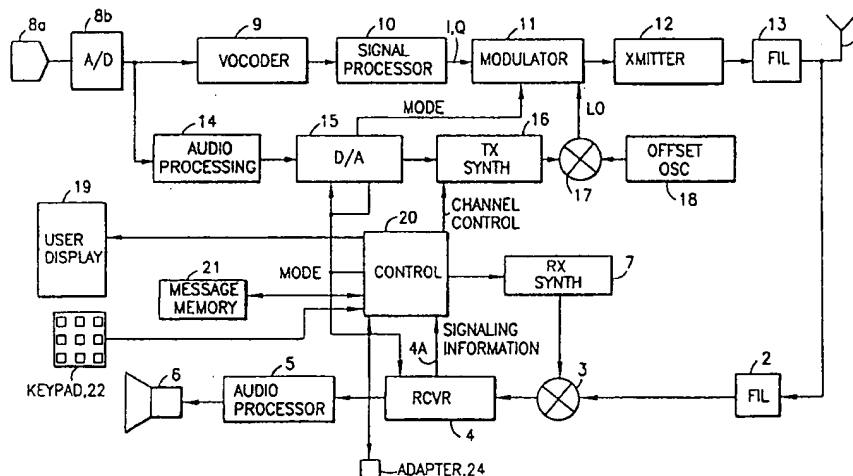 8a
8b
A/D
9
VOCODER
10
SIGNAL
PROCESSOR
I,Q
11
MODULATOR
12
XMITTER
13
FIL
MODE
LO
14
AUDIO
PROCESSING
15
D/A
16
TX
SYNTH
17
OFFSET
OSC
18
19
USER
DISPLAY
20
CONTROL
CHANNEL
CONTROL
MODE
21
MESSAGE
MEMORY
RX
SYNTH
7
KEYPAD,22
SIGNALING
INFORMATION
4A
6
5
AUDIO
PROCESSOR
RCVR
4
3
2
FIL
ADAPTER,24